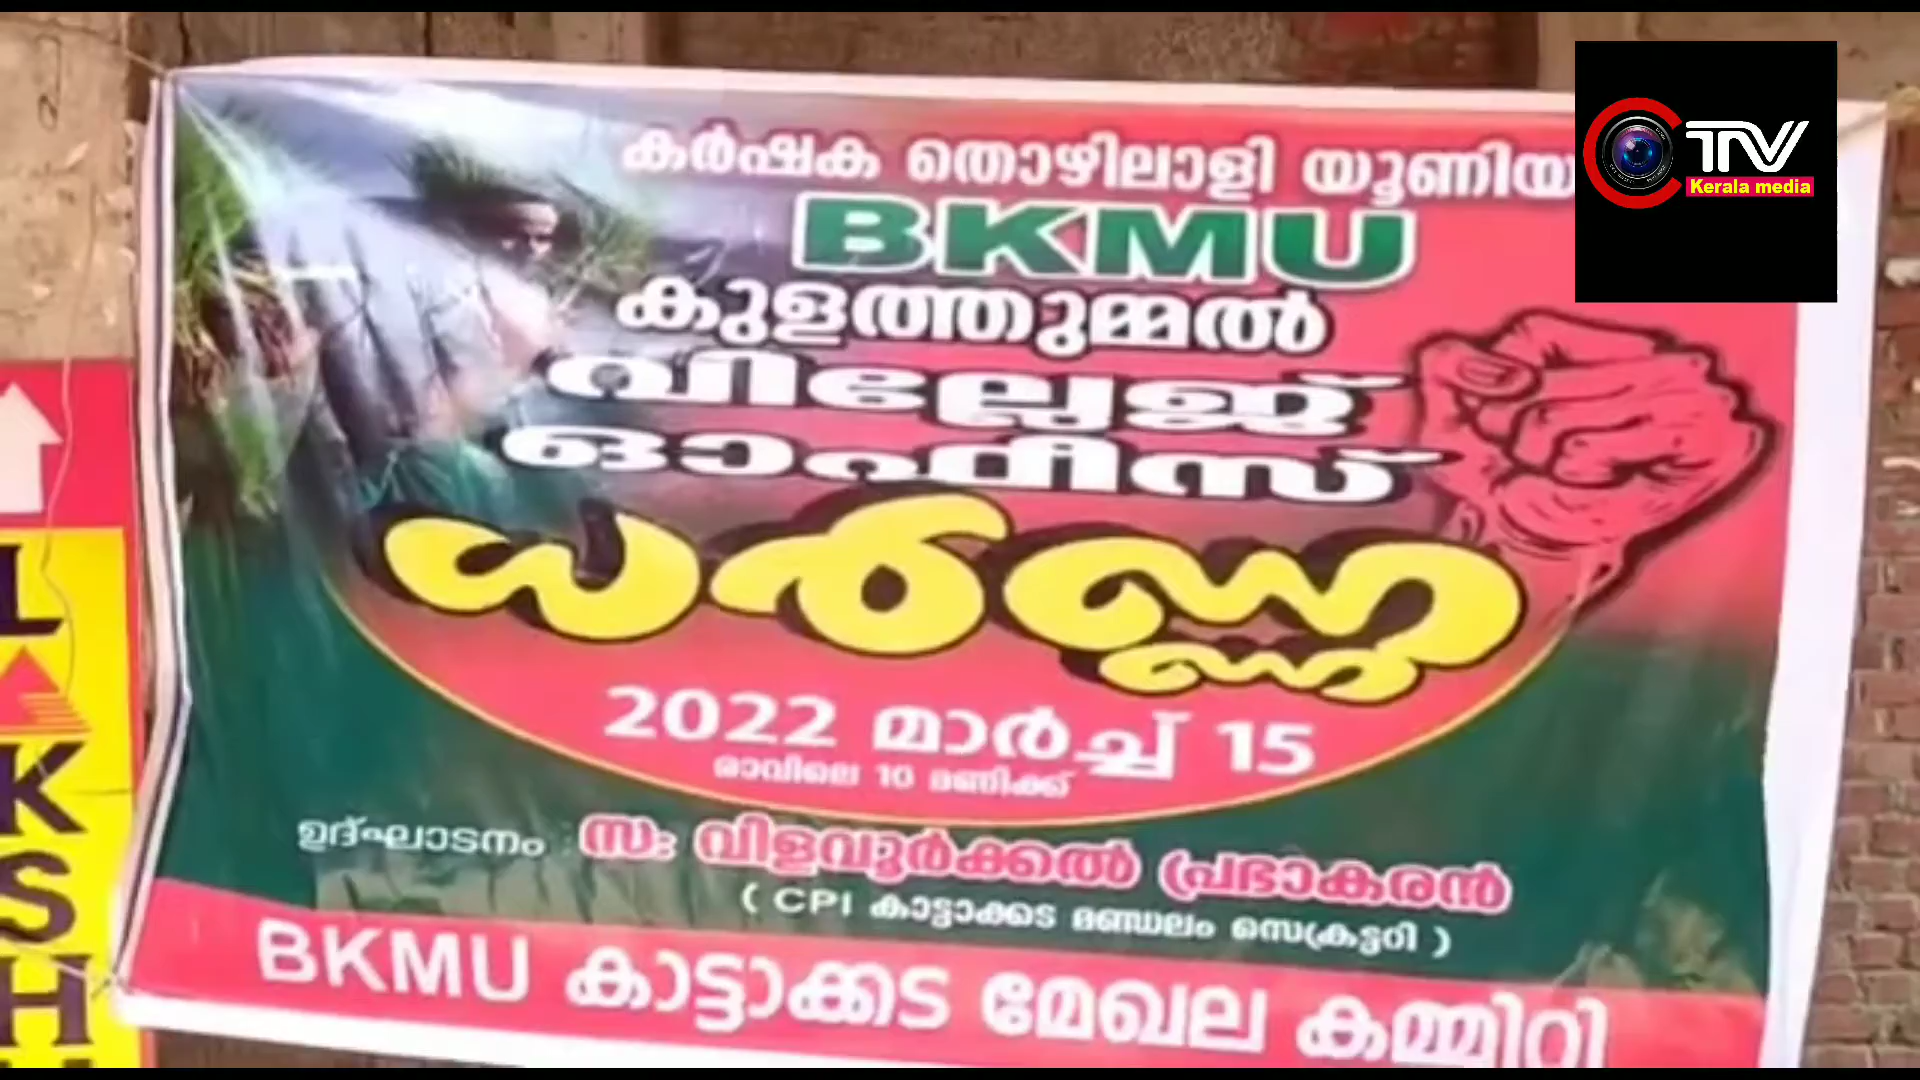 കർഷക തൊഴിലാളി യൂണിയ
BKMU
കുളത്തുമ്മൽ
വില്ലേജ്
ഓഫീസ്
ധർണ്ണ
2022 മാർച്ച് 15
രാവിലെ 10 മണിക്ക്
ഉദ്ഘാടനം : സ: വിളവൂർക്കൽ പ്രഭാകരൻ
( CPI കാട്ടാക്കട മണ്ഡലം സെക്രട്ടറി )
BKMU കാട്ടാക്കട മേഖല കമ്മിറ്റി
CTV
Kerala media
L
K
S
H